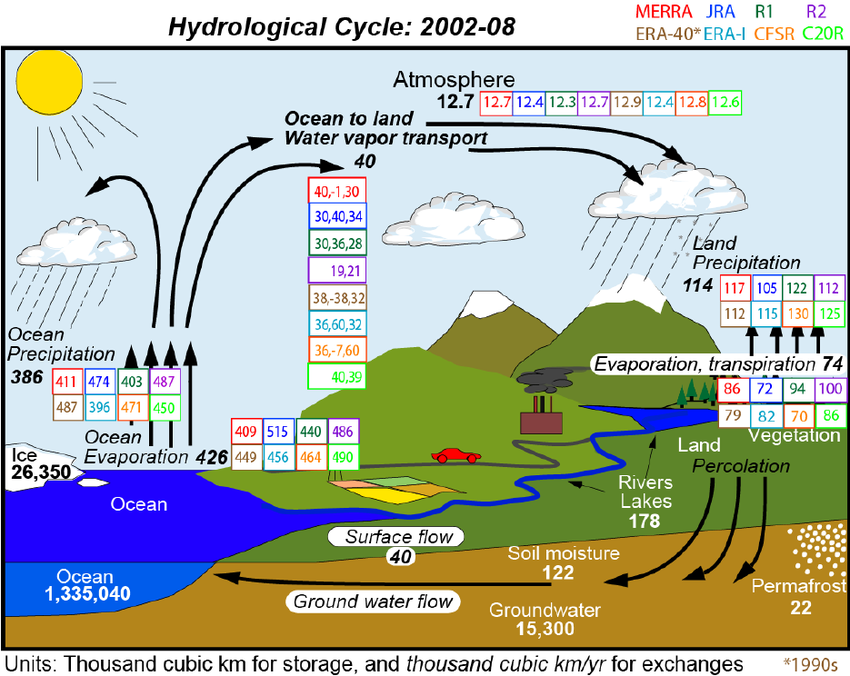 Hydrological Cycle: 2002-08
MERRA JRA R1 R2
ERA-40* ERA-I CFSR C20R
Atmosphere
12.7 12.7 12.4 12.3 12.7 12.9 12.4 12.8 12.6
Ocean to land
Water vapor transport
40
40,-1,30
30,40,34
30,36,28
19,21
38,-38,32
36,60,32
36,-7,60
40,39
Land
Precipitation
114
117 105 122 112
112 115 130 125
Ocean
Precipitation
386
411 474 403 487
487 396 471 450
Evaporation, transpiration 74
86 72 94 100
79 82 70 86
Ocean
Evaporation 426
409 515 440 486
449 456 464 490
Ice
26,350
Land
Vegetation
Percolation
Ocean
Rivers
Lakes
178
Surface flow
40
Soil moisture
122
Ocean
1,335,040
Ground water flow
Groundwater
15,300
Permafrost
22
Units: Thousand cubic km for storage, and thousand cubic km/yr for exchanges
*1990s